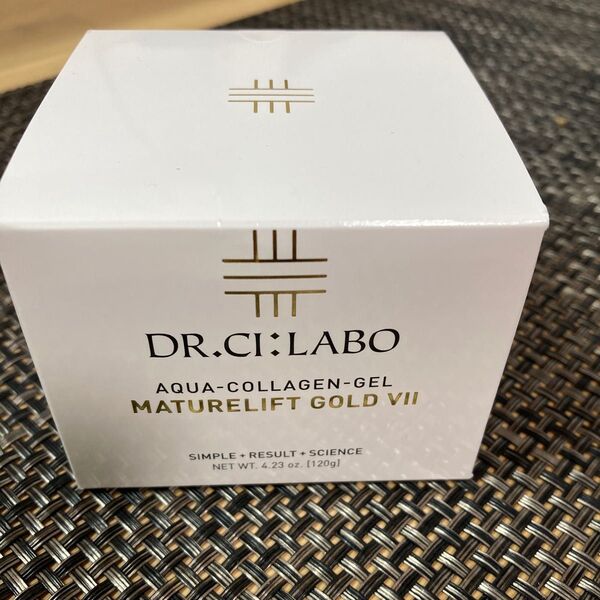 DR.CI:LABO
AQUA-COLLAGEN-GEL
MATURELIFT GOLD VII
SIMPLE + RESULT + SCIENCE
NET WT. 4.23 oz. [120g]